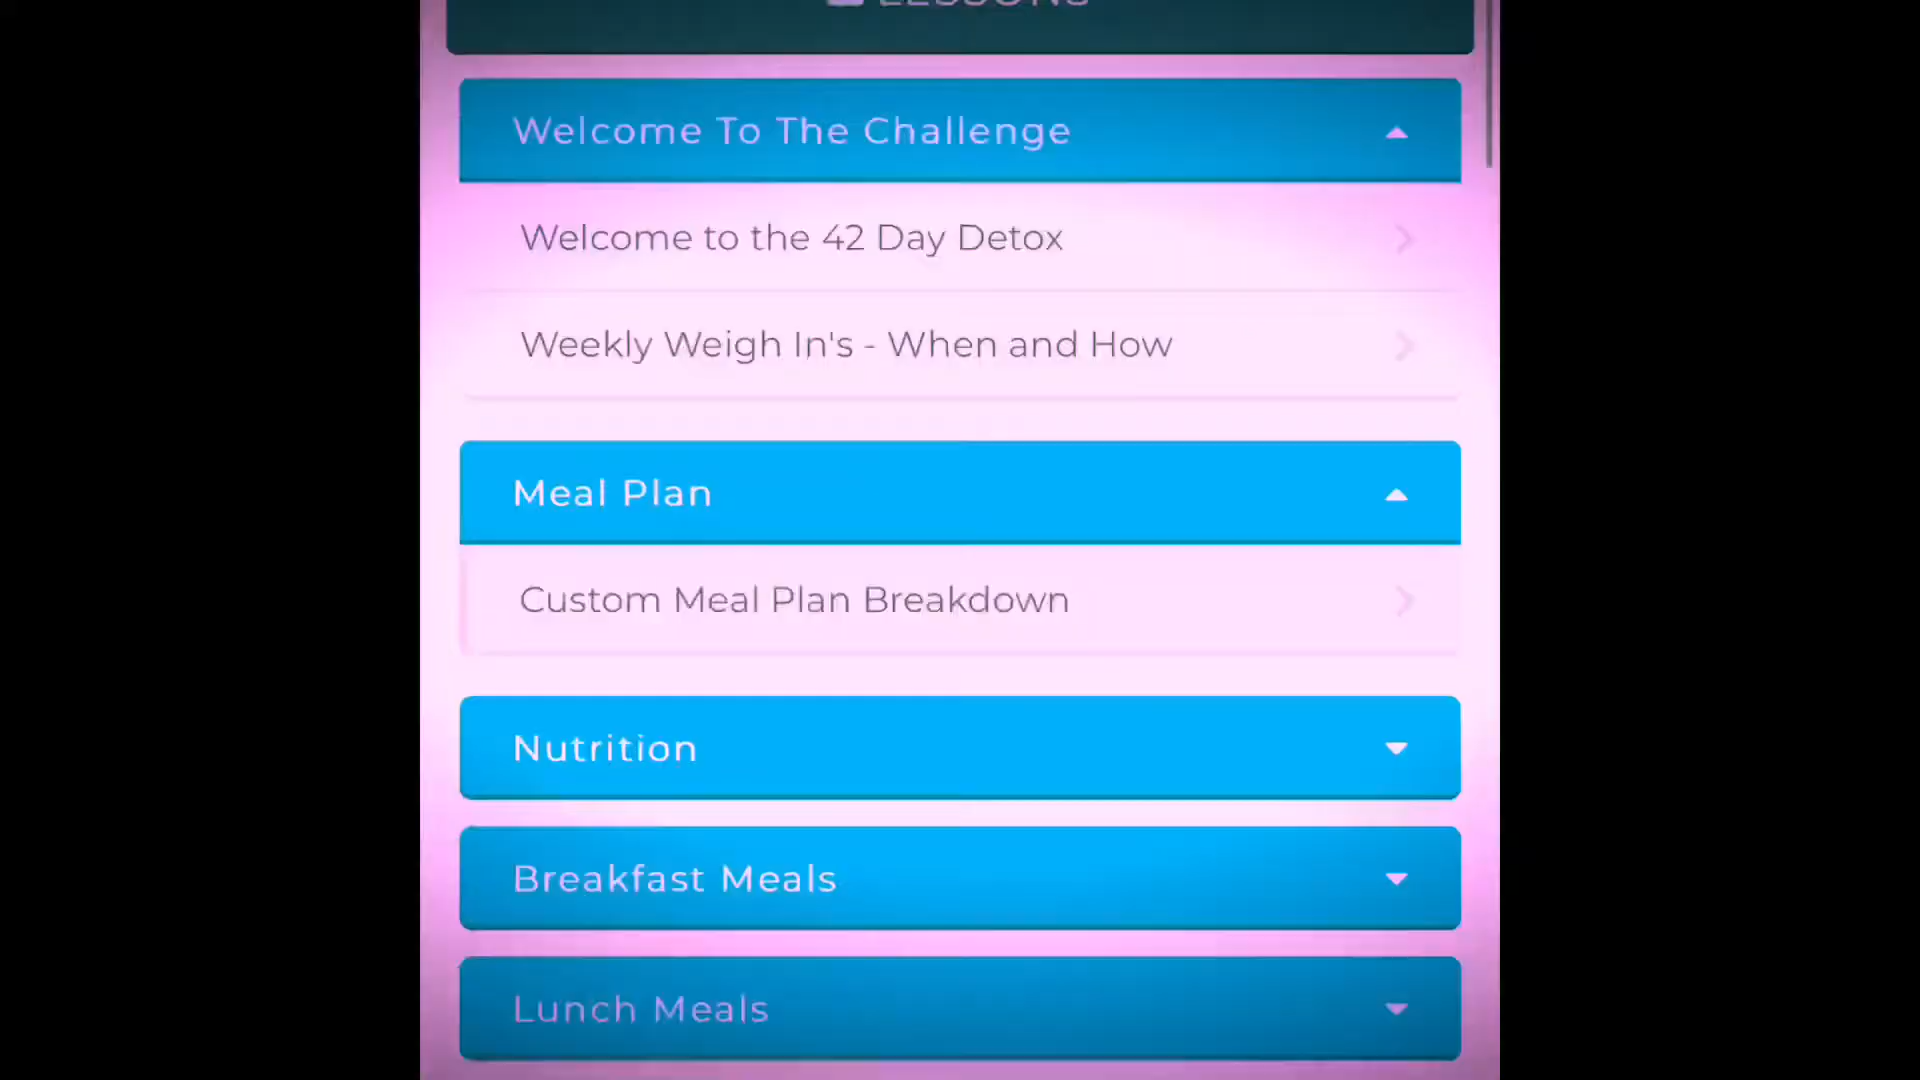 LESSONS
Welcome To The Challenge
Welcome to the 42 Day Detox
Weekly Weigh In's - When and How
Meal Plan
Custom Meal Plan Breakdown
Nutrition
Breakfast Meals
Lunch Meals